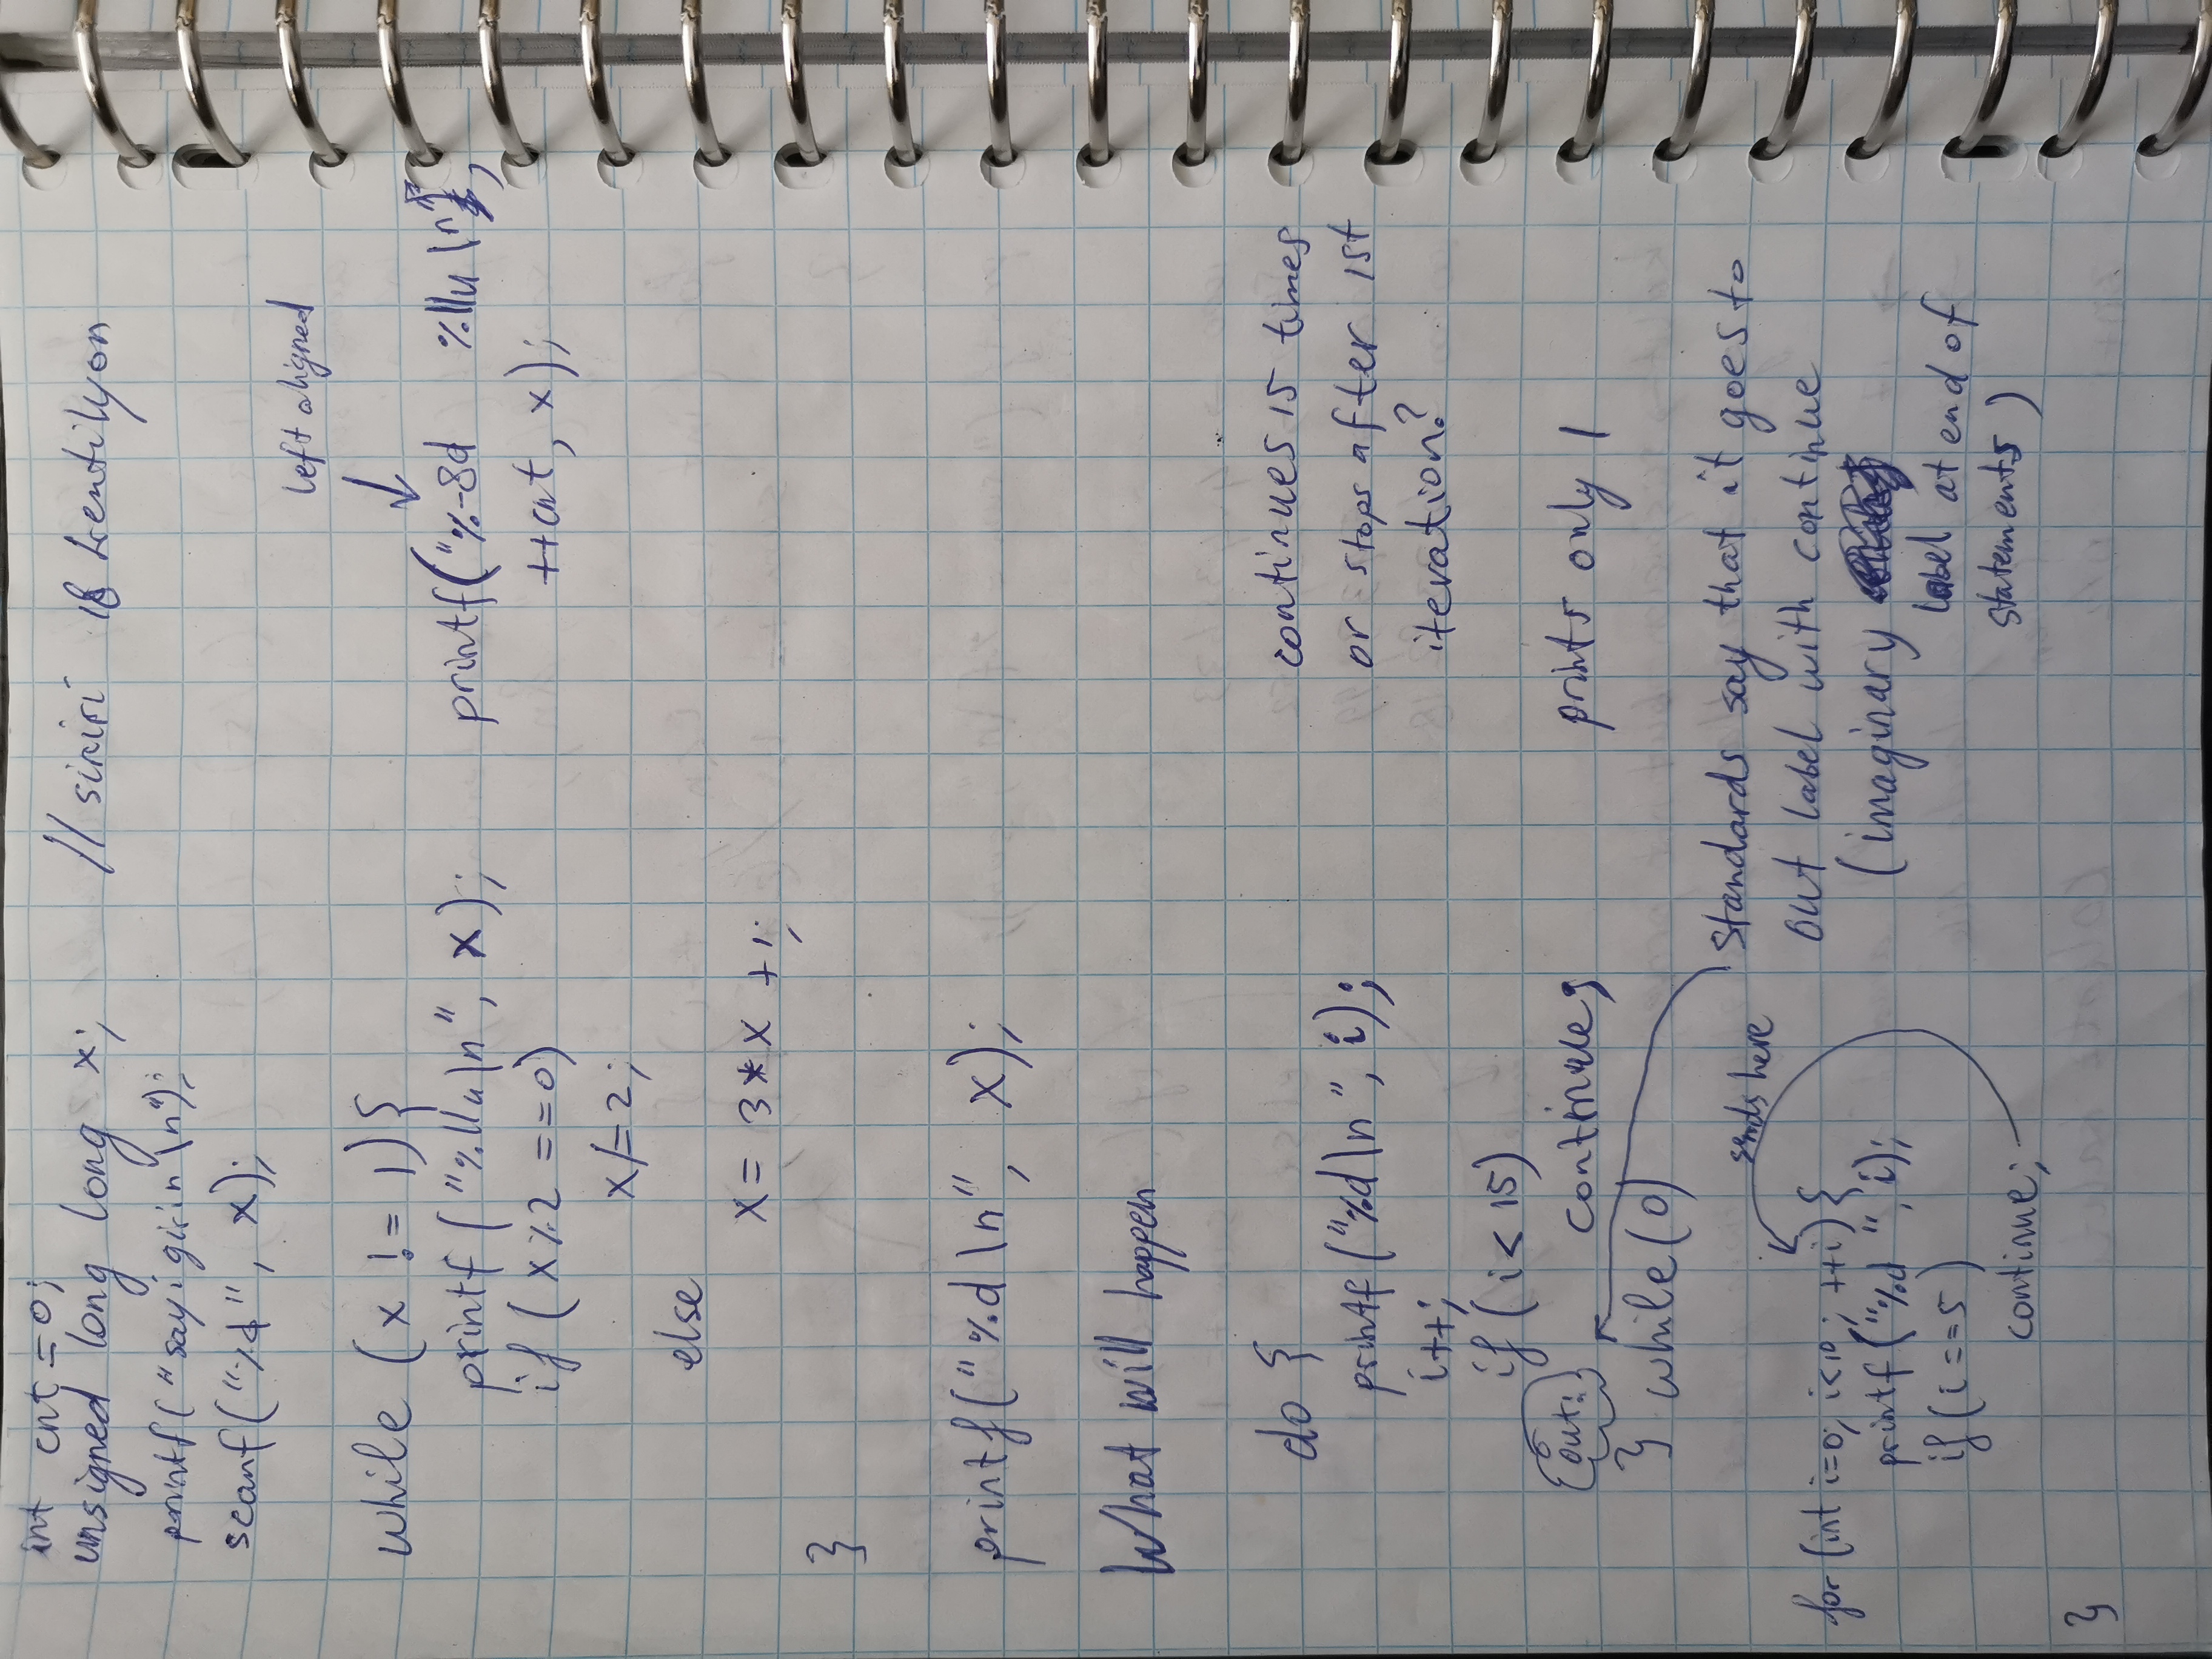 int cnt = 0;
unsigned long long x; // siniri 18 kentilyon
printf("sayi girin \n");
scanf("%d", x);
left aligned
while (x != 1) {
printf("%llu\n", x);
printf("%-8d %llu \n",
if (x%2 == 0)
++cnt, x);
x/=2;
else
x = 3*x +1;
}
printf("%d \n", x);
What will happen
do {
printf("%d\n", i);
i++;
if (i < 15)
out:
continue;
} while(0)
continues 15 times
or stops after 1st
iteration?
prints only 1
Standards say that it goes to
out label with continue
(imaginary
label at end of
statements)
sends here
for (int i=0; i<10; ++i) {
printf("%d ", i);
if (i == 5)
continue;
}